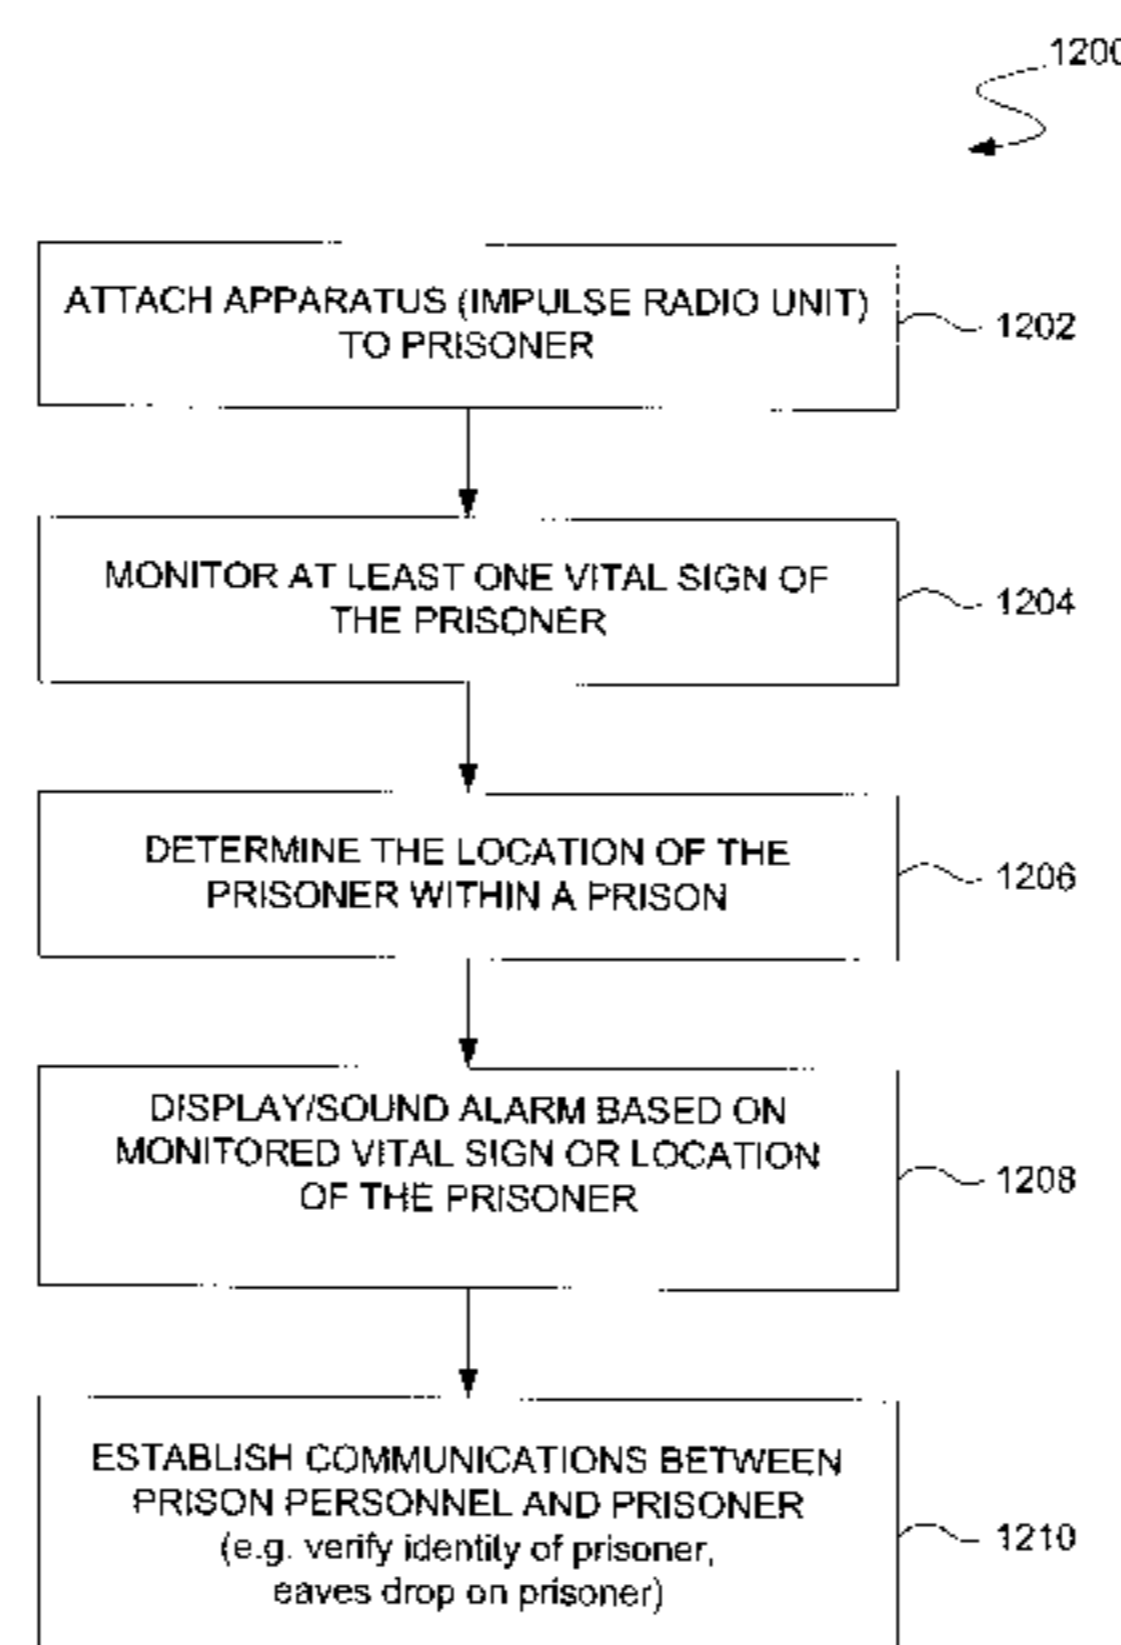 1200
ATTACH APPARATUS (IMPULSE RADIO UNIT)
TO PRISONER
1202
MONITOR AT LEAST ONE VITAL SIGN OF
THE PRISONER
1204
DETERMINE THE LOCATION OF THE
PRISONER WITHIN A PRISON
1206
DISPLAY/SOUND ALARM BASED ON
MONITORED VITAL SIGN OR LOCATION
OF THE PRISONER
1208
ESTABLISH COMMUNICATIONS BETWEEN
PRISON PERSONNEL AND PRISONER
(e.g. verify identity of prisoner,
eaves drop on prisoner)
1210